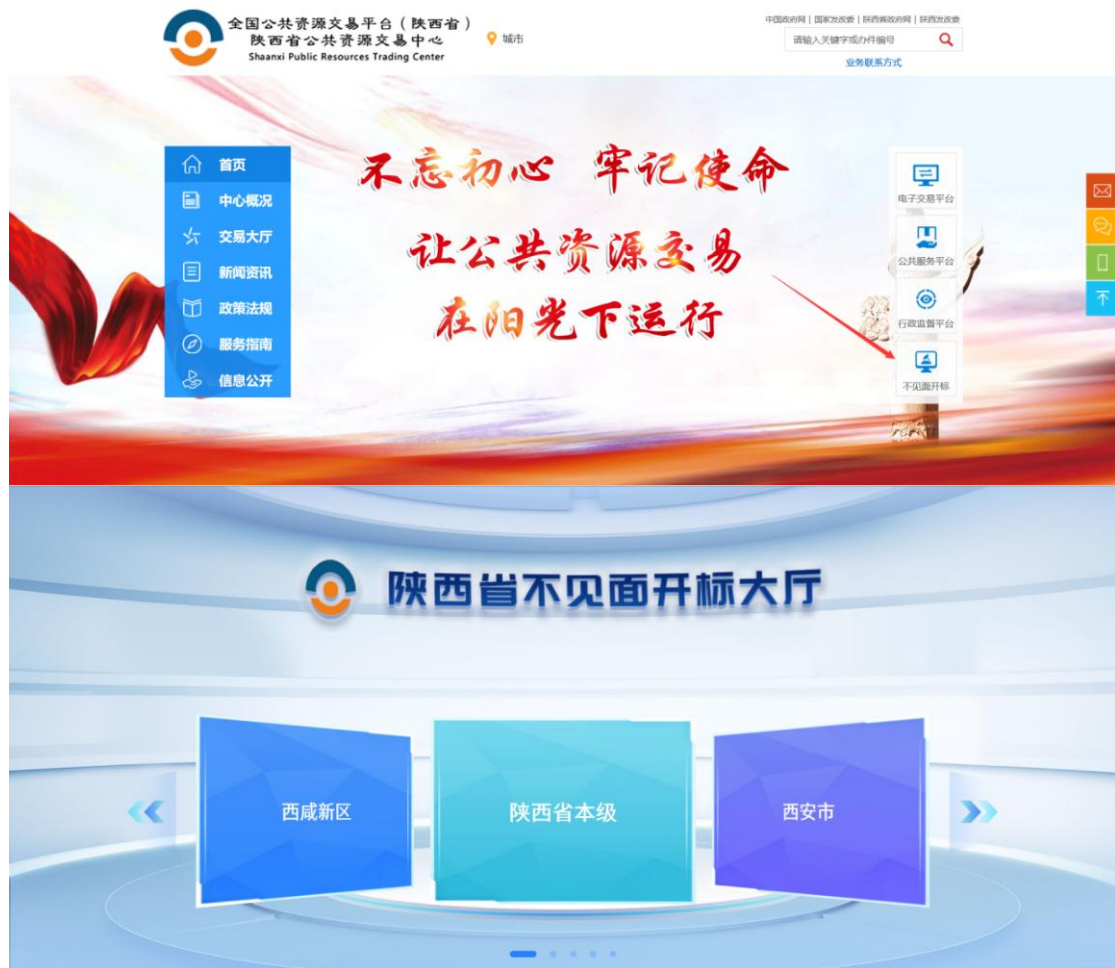 全国公共资源交易平台（陕西省）
陕西省公共资源交易中心
Shaanxi Public Resources Trading Center
城市
中国政府网 | 国家发改委 | 陕西省政府网 | 陕西发改委
请输入关键字或办件编号
业务联系方式
首页
中心概况
交易大厅
新闻资讯
政策法规
服务指南
信息公开
不忘初心 牢记使命
让公共资源交易
在阳光下运行
电子交易平台
公共服务平台
行政监督平台
不见面开标
陕西省不见面开标大厅
西咸新区
陕西省本级
西安市